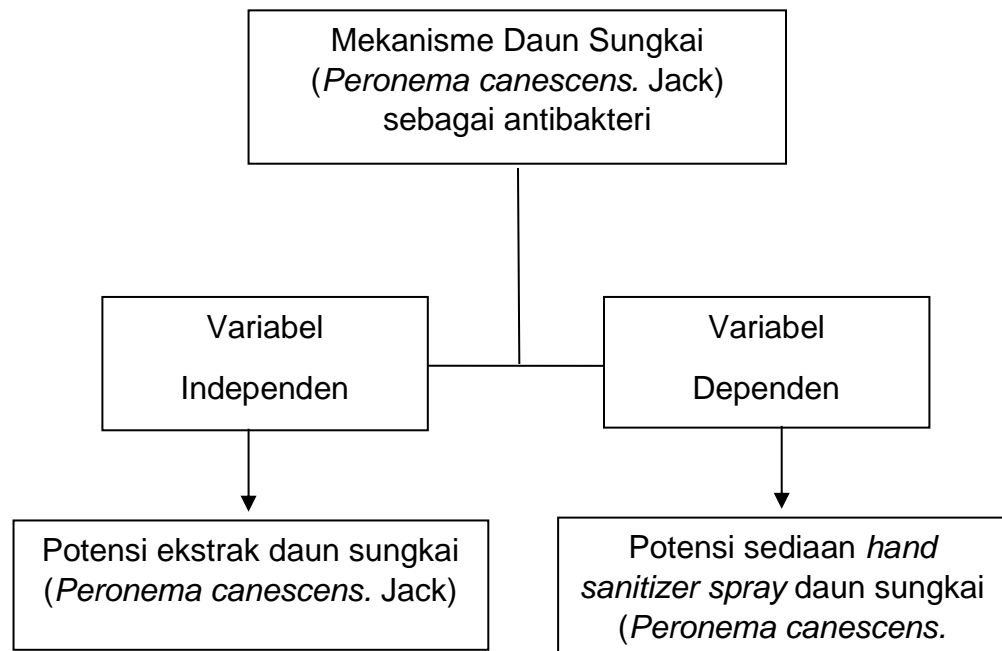 Mekanisme Daun Sungkai
(Peronema canescens. Jack)
sebagai antibakteri
Variabel
Independen
Variabel
Dependen
Potensi ekstrak daun sungkai
(Peronema canescens. Jack)
Potensi sediaan hand
sanitizer spray daun sungkai
(Peronema canescens.